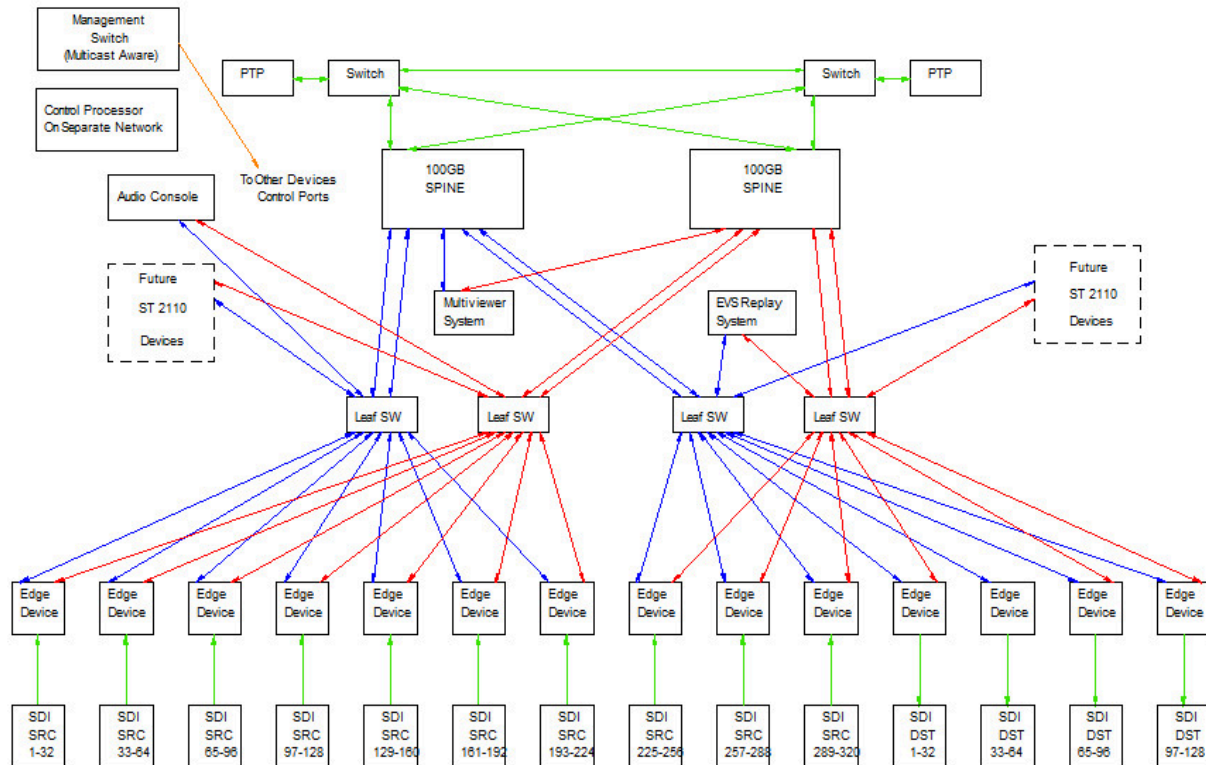 Management
Switch
(Multicast Aware)
PTP
Switch
Switch
PTP
Control Processor
On Separate Network
100GB
SPINE
100GB
SPINE
To Other Devices
Control Ports
Audio Console
Future
ST 2110
Devices
Multiviewer
System
EVS Replay
System
Future
ST 2110
Devices
Leaf SW
Leaf SW
Leaf SW
Leaf SW
Edge
Device
Edge
Device
Edge
Device
Edge
Device
Edge
Device
Edge
Device
Edge
Device
Edge
Device
Edge
Device
Edge
Device
Edge
Device
Edge
Device
Edge
Device
Edge
Device
SDI
SRC
1-32
SDI
SRC
33-64
SDI
SRC
65-96
SDI
SRC
97-128
SDI
SRC
129-160
SDI
SRC
161-192
SDI
SRC
193-224
SDI
SRC
225-256
SDI
SRC
257-288
SDI
SRC
289-320
SDI
DST
1-32
SDI
DST
33-64
SDI
DST
65-96
SDI
DST
97-128